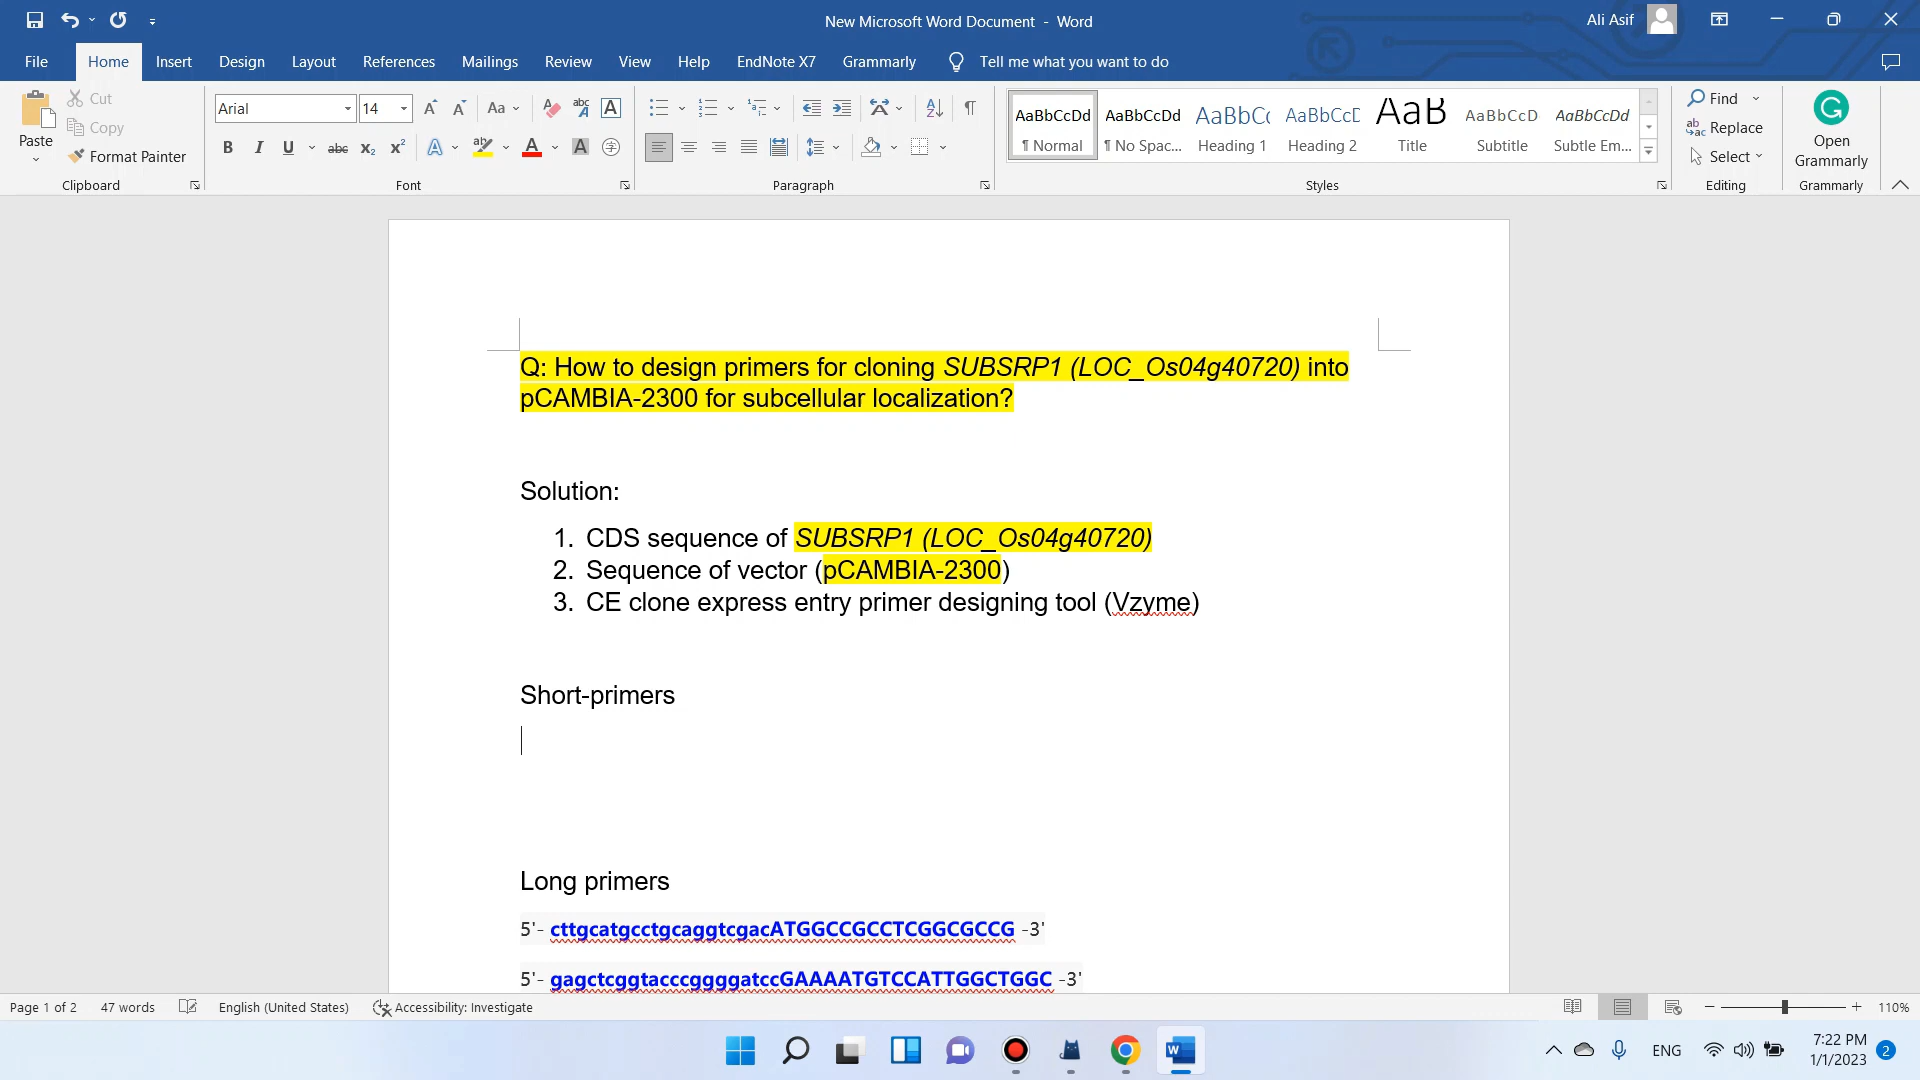 New Microsoft Word Document - Word
Ali Asif
File Home Insert Design Layout References Mailings Review View Help EndNote X7 Grammarly Tell me what you want to do
Paste
Cut
Copy
Format Painter
Clipboard
Arial 14
Aa
B I U abc x₂ x² A A A
Font
Paragraph
AaBbCcDd AaBbCcDd AaBbCc AaBbCcD AaB AaBbCcD AaBbCcDd
¶ Normal ¶ No Spac... Heading 1 Heading 2 Title Subtitle Subtle Em...
Styles
Find
Replace
Select
Editing
Open
Grammarly
Grammarly
Q: How to design primers for cloning SUBSRP1 (LOC_Os04g40720) into
pCAMBIA-2300 for subcellular localization?
Solution:
1. CDS sequence of SUBSRP1 (LOC_Os04g40720)
2. Sequence of vector (pCAMBIA-2300)
3. CE clone express entry primer designing tool (Vzyme)
Short-primers
Long primers
5'- cttgcatgcctgcaggtcgacATGGCCGCCTCGGCGCCG -3'
5'- gagctcggtacccggggatccGAAAATGTCCATTGGCTGGC -3'
Page 1 of 2 47 words English (United States) Accessibility: Investigate 110%
ENG 7:22 PM
1/1/2023 2